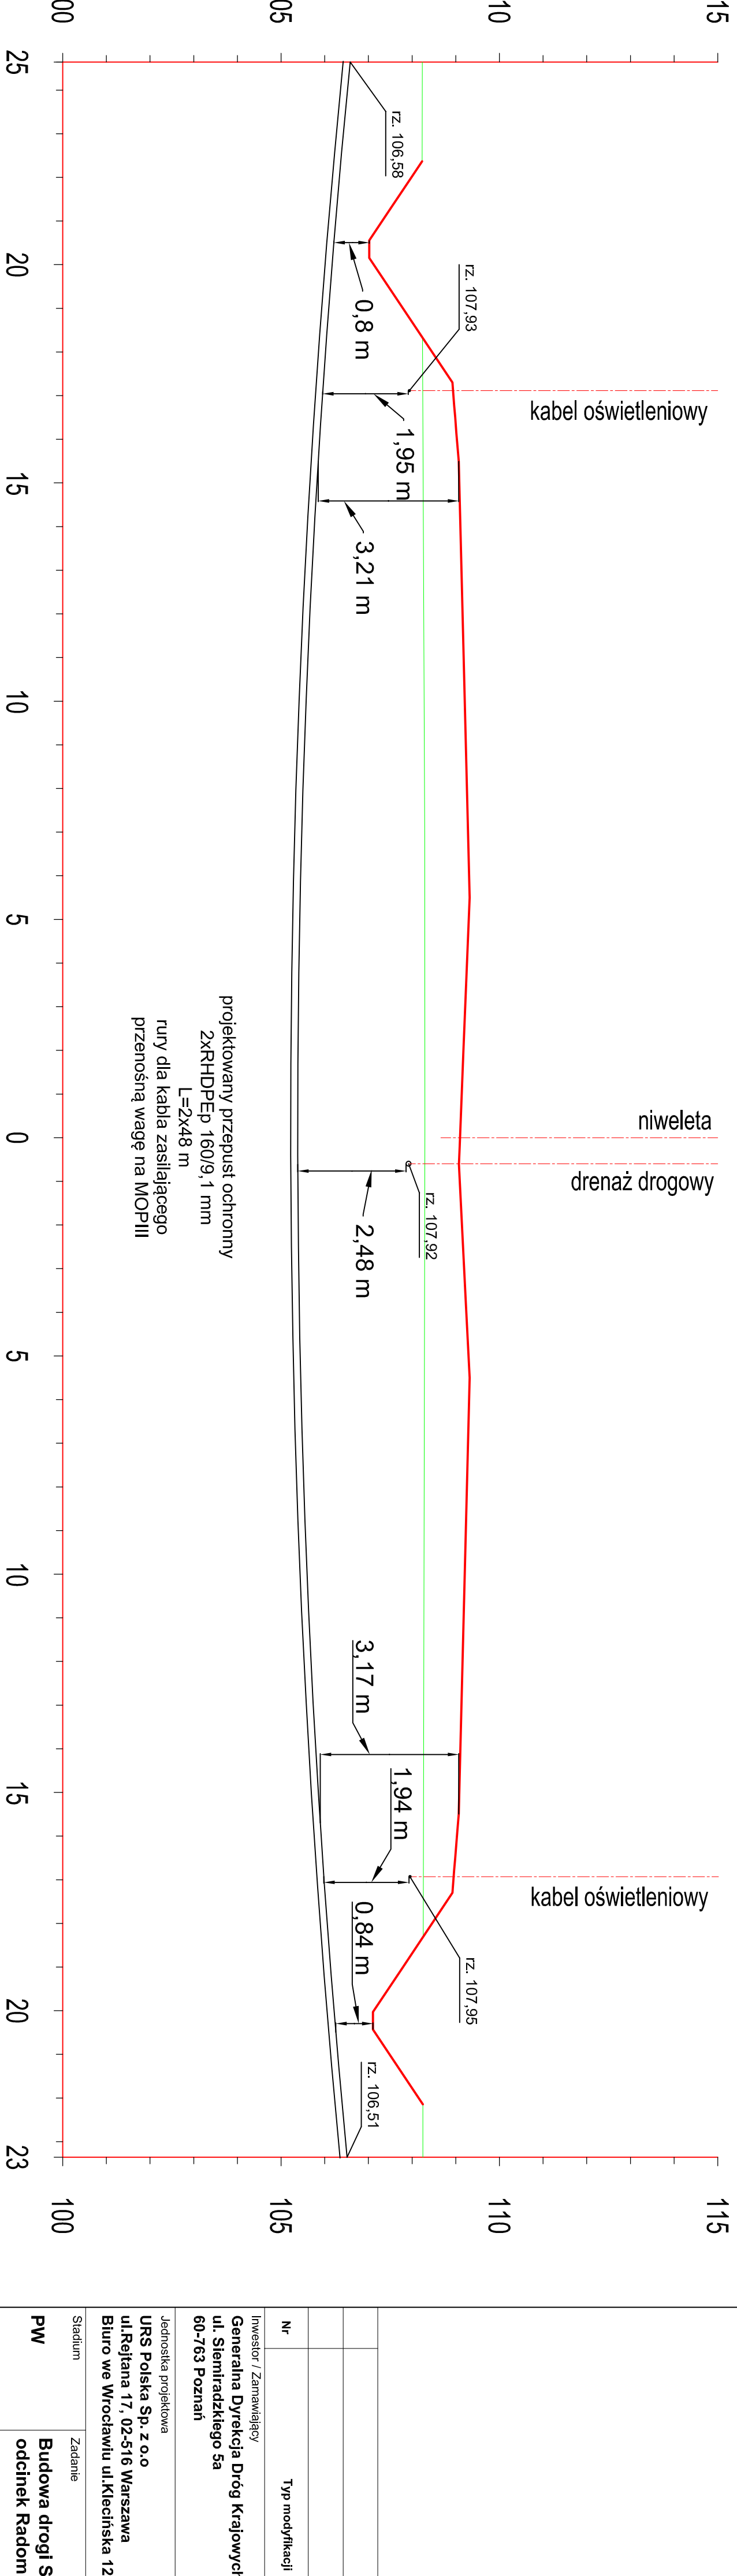 00
05
10
15
25
20
15
10
5
0
5
10
15
20
23
100
105
110
115
rz. 106,58
0,8 m
rz. 107,93
kabel oświetleniowy
1,95 m
3,21 m
niweleta
drenaż drogowy
rz. 107,92
2,48 m
projektowany przepust ochronny
2xRHDPEp 160/9,1 mm
L=2x48 m
rury dla kabla zasilającego
przenośną wagę na MOPIII
3,17 m
1,94 m
kabel oświetleniowy
0,84 m
rz. 107,95
rz. 106,51
Nr
Typ modyfikacji
Inwestor / Zamawiający
Generalna Dyrekcja Dróg Krajowych
ul. Siemiradzkiego 5a
60-763 Poznań
Jednostka projektowa
URS Polska Sp. z o.o
ul.Rejtana 17, 02-516 Warszawa
Biuro we Wrocławiu ul.Klecińska 12
Stadium
PW
Zadanie
Budowa drogi S
odcinek Radom